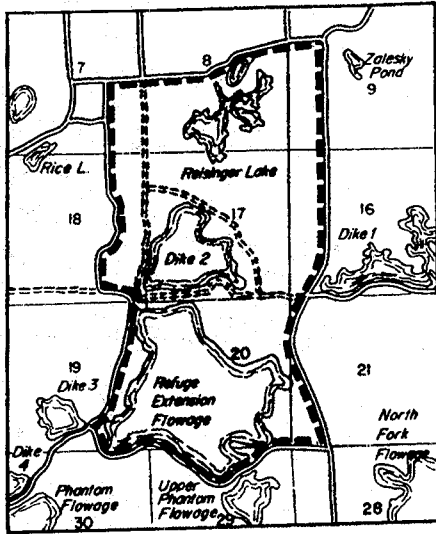 7
8
Zalesky
Pond
9
Rice L.
Reisinger Lake
18
17
16
Dike 1
Dike 2
19
Dike 3
20
21
Refuge
Extension
Flowage
North
Fork
Flowage
Dike
4
Phantom
Flowage
30
Upper
Phantom
Flowage
29
28